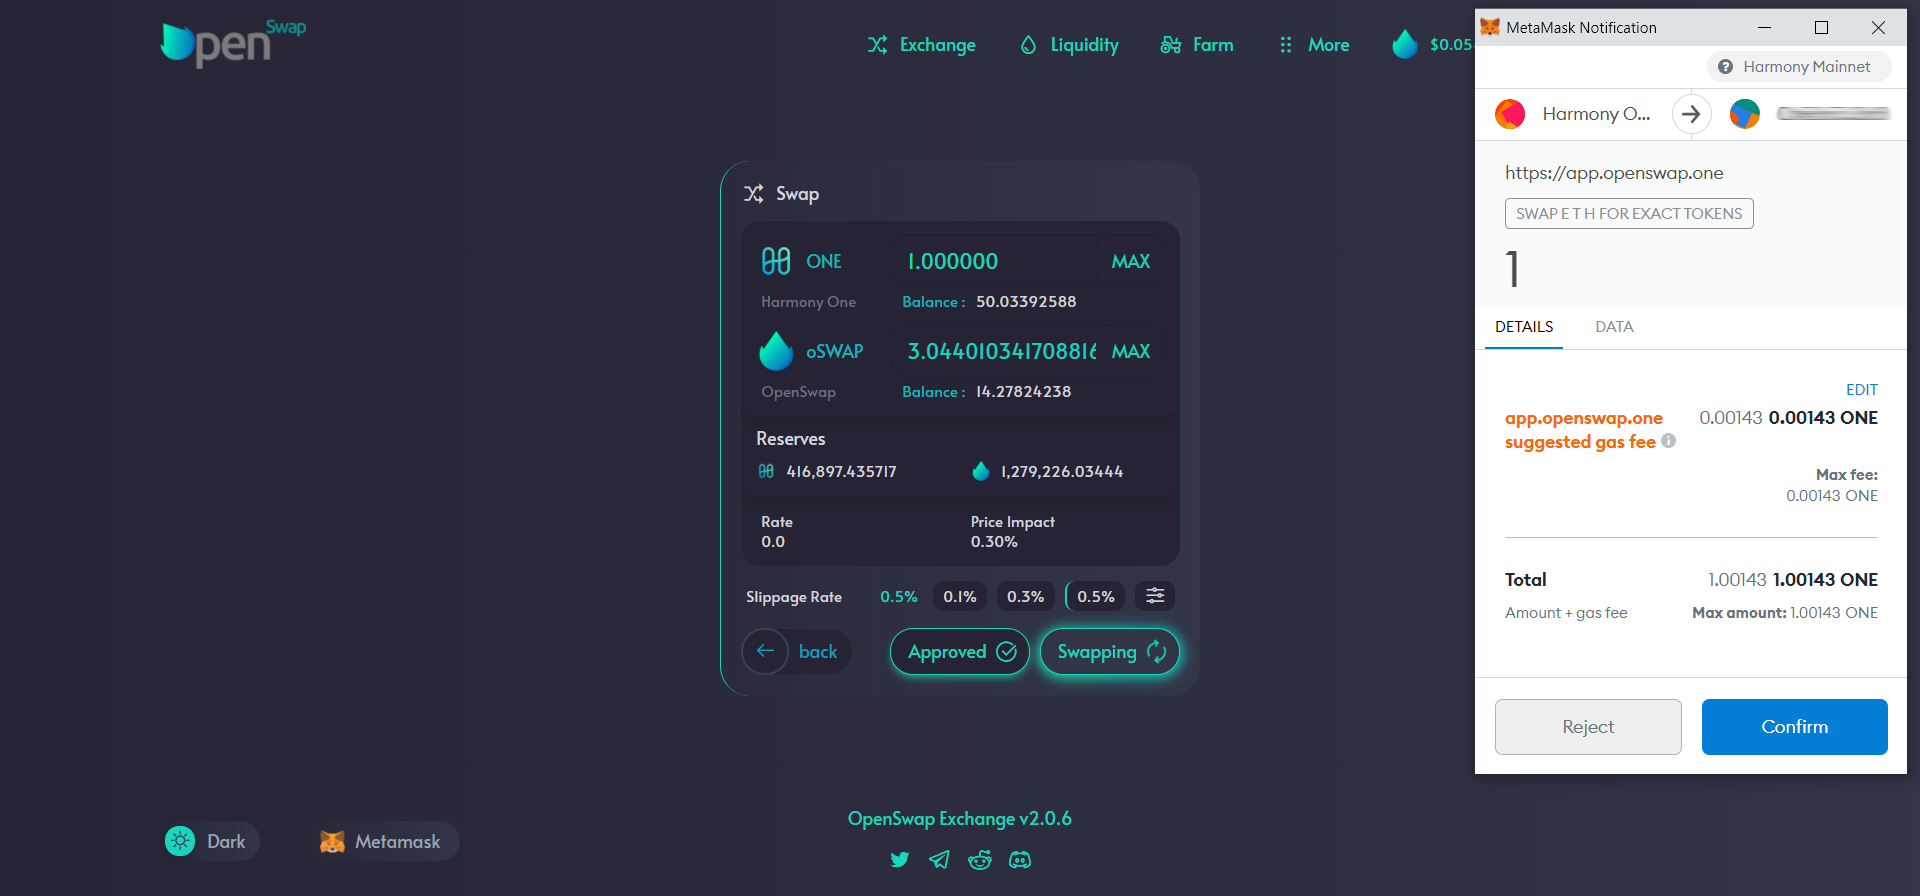 Open Swap
Exchange
Liquidity
Farm
More
$0.05
Swap
ONE
1.000000
MAX
Harmony One
Balance : 50.03392588
oSWAP
MAX
OpenSwap
Balance : 14.27824238
Reserves
416,897.435717
1,279,226.03444
Rate
0.0
Price Impact
0.30%
Slippage Rate
0.5%
0.1%
0.3%
0.5%
back
Approved
Swapping
OpenSwap Exchange v2.0.6
Dark
Metamask
MetaMask Notification
Harmony Mainnet
Harmony O...
https://app.openswap.one
SWAP E T H FOR EXACT TOKENS
1
DETAILS
DATA
EDIT
app.openswap.one
suggested gas fee
0.00143 0.00143 ONE
Max fee:
0.00143 ONE
Total
1.00143 1.00143 ONE
Amount + gas fee
Max amount: 1.00143 ONE
Reject
Confirm